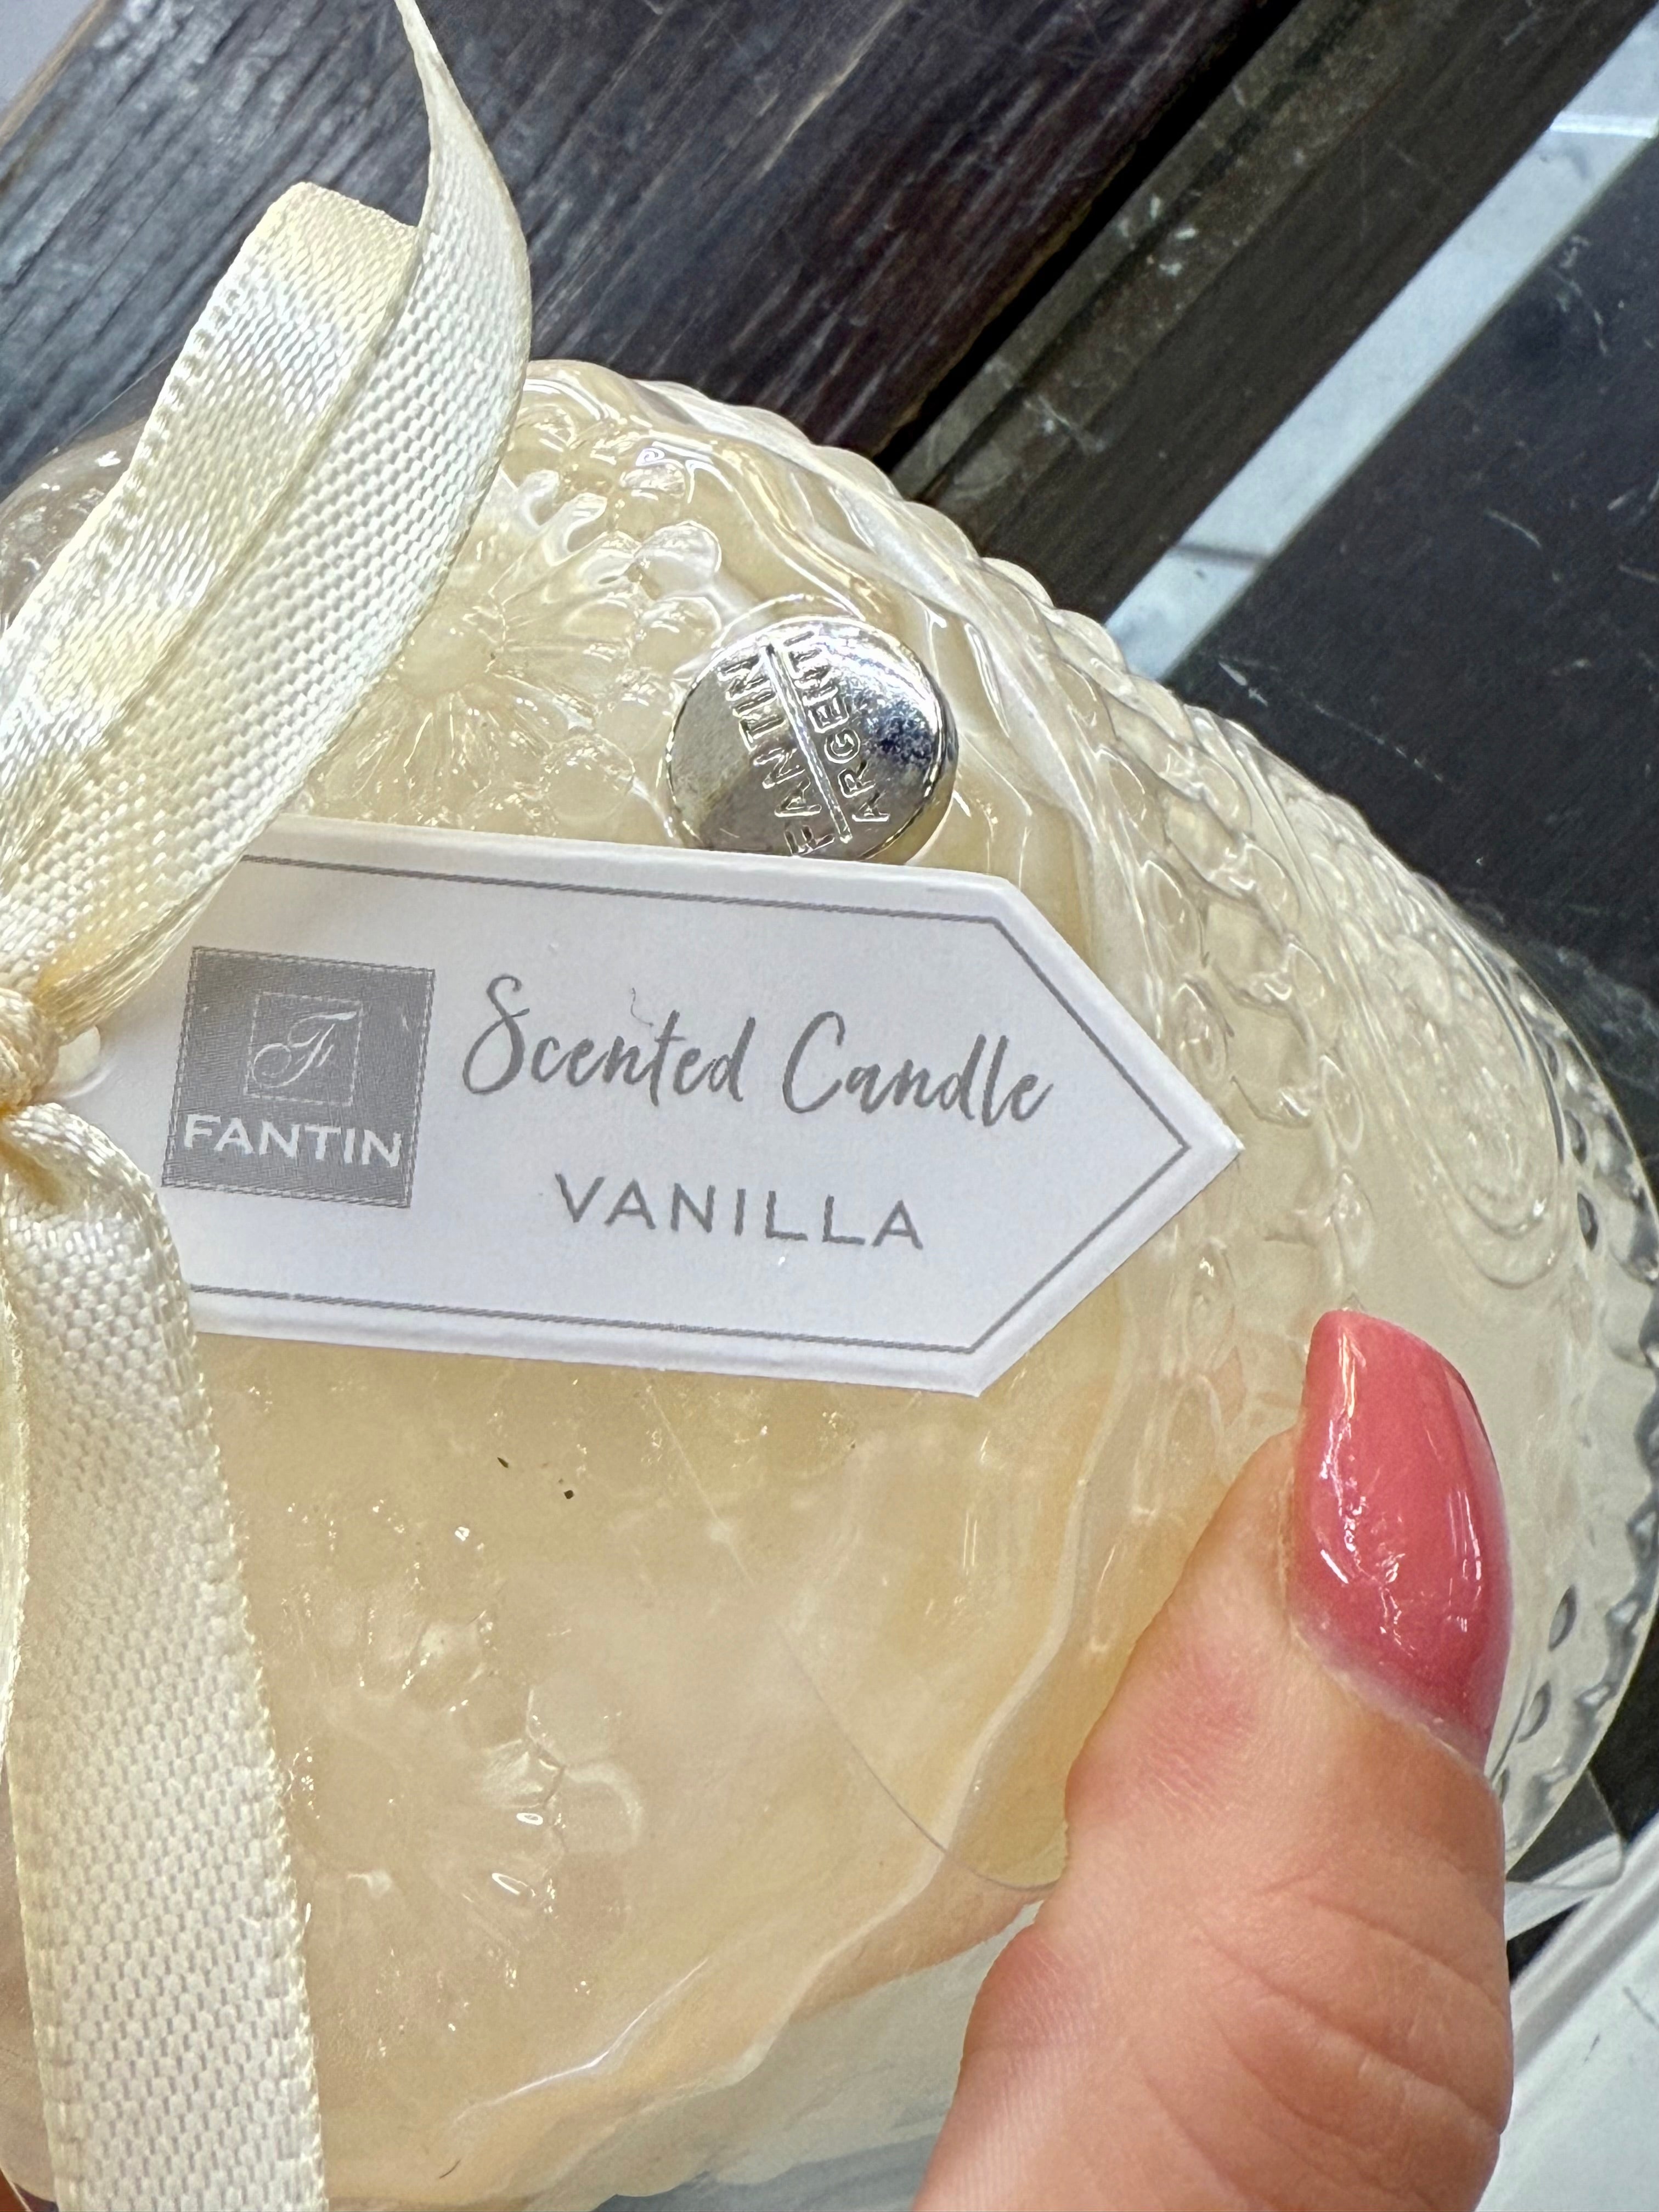 FANTIN
ARGENTI
F
FANTIN
Scented Candle
VANILLA